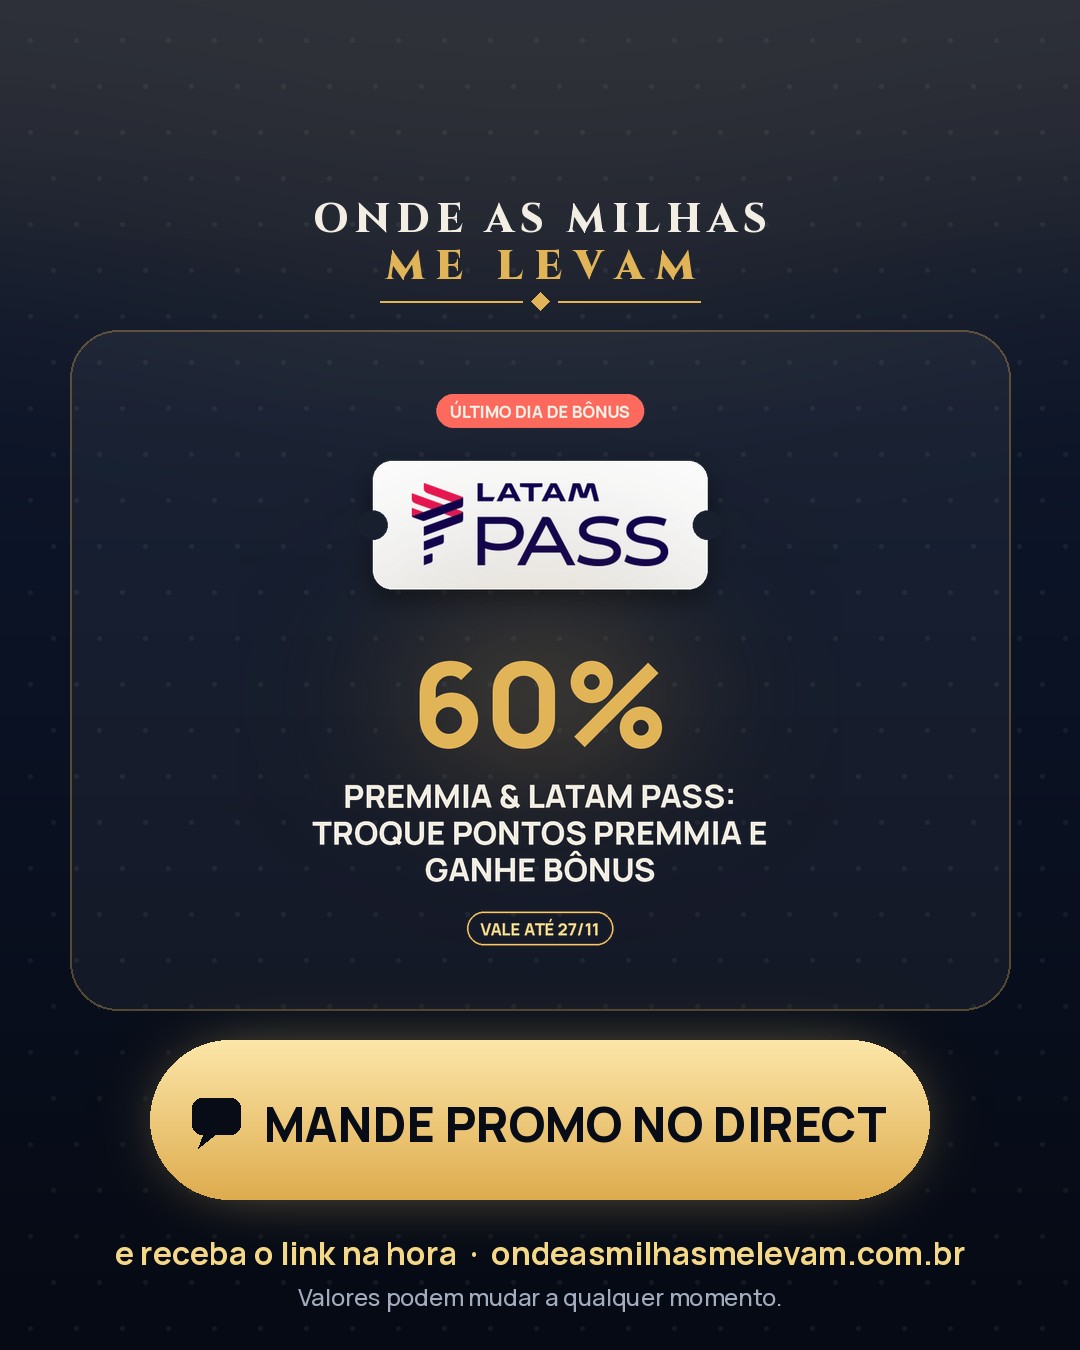 ONDE AS MILHAS
ME LEVAM
ÚLTIMO DIA DE BÔNUS
LATAM
PASS
60%
PREMMIA & LATAM PASS:
TROQUE PONTOS PREMMIA E
GANHE BÔNUS
VALE ATÉ 27/11
MANDE PROMO NO DIRECT
e receba o link na hora · ondeasmilhasmelevam.com.br
Valores podem mudar a qualquer momento.